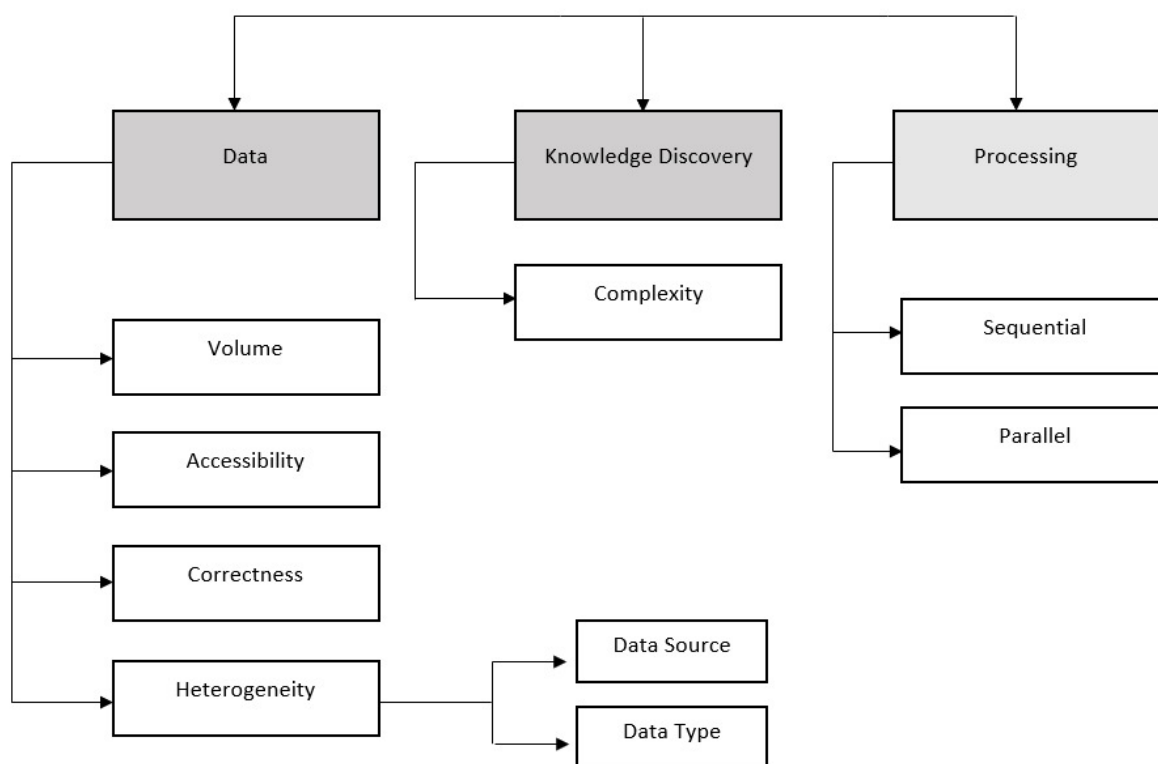 Data
Knowledge Discovery
Processing
Complexity
Volume
Sequential
Accessibility
Parallel
Correctness
Heterogeneity
Data Source
Data Type